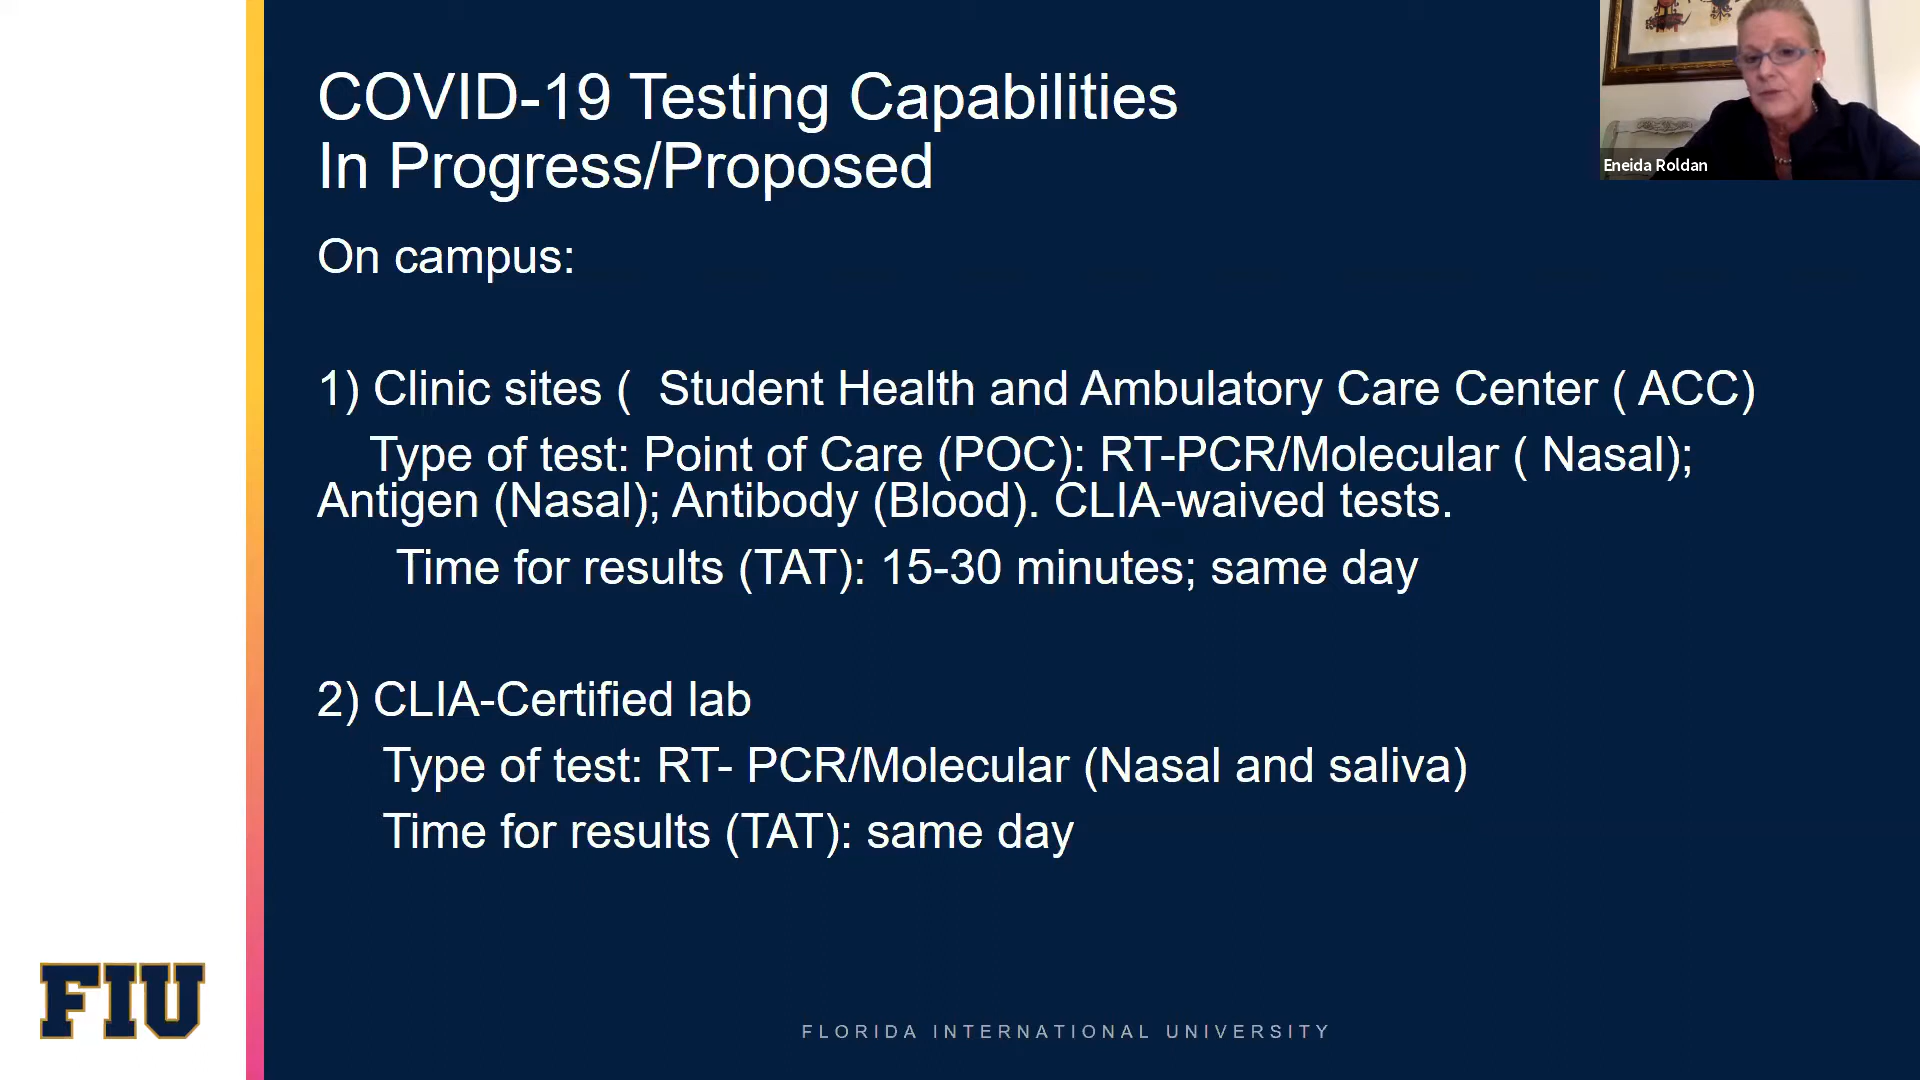 COVID-19 Testing Capabilities
In Progress/Proposed
Eneida Roldan
On campus:
1) Clinic sites (  Student Health and Ambulatory Care Center ( ACC)
Type of test: Point of Care (POC): RT-PCR/Molecular ( Nasal);
Antigen (Nasal); Antibody (Blood). CLIA-waived tests.
Time for results (TAT): 15-30 minutes; same day
2) CLIA-Certified lab
Type of test: RT- PCR/Molecular (Nasal and saliva)
Time for results (TAT): same day
FIU
FLORIDA INTERNATIONAL UNIVERSITY